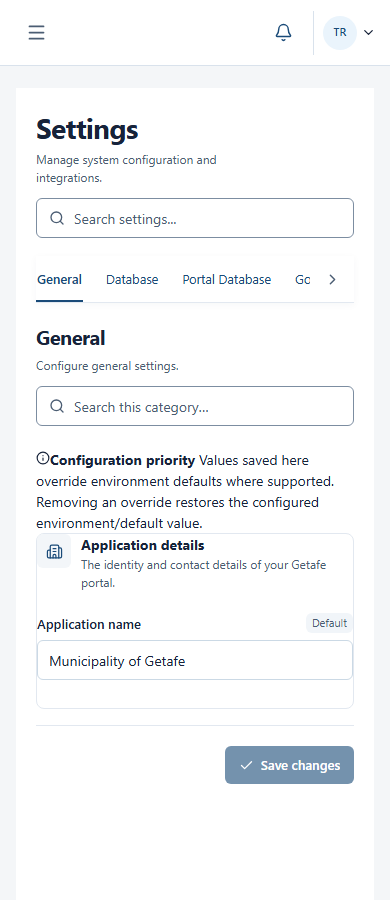 TR
Settings
Manage system configuration and
integrations.
Search settings...
General Database Portal Database Go
General
Configure general settings.
Search this category...
Configuration priority Values saved here
override environment defaults where supported.
Removing an override restores the configured
environment/default value.
Application details
The identity and contact details of your Getafe
portal.
Application name Default
Municipality of Getafe
Save changes